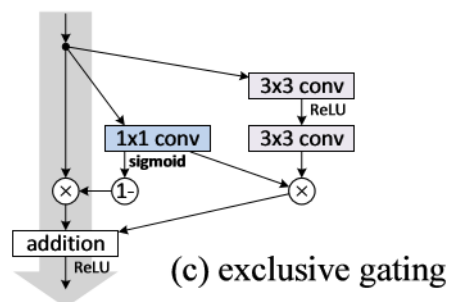 3x3 conv
ReLU
1x1 conv
3x3 conv
sigmoid
×
1-
×
addition
ReLU
(c) exclusive gating